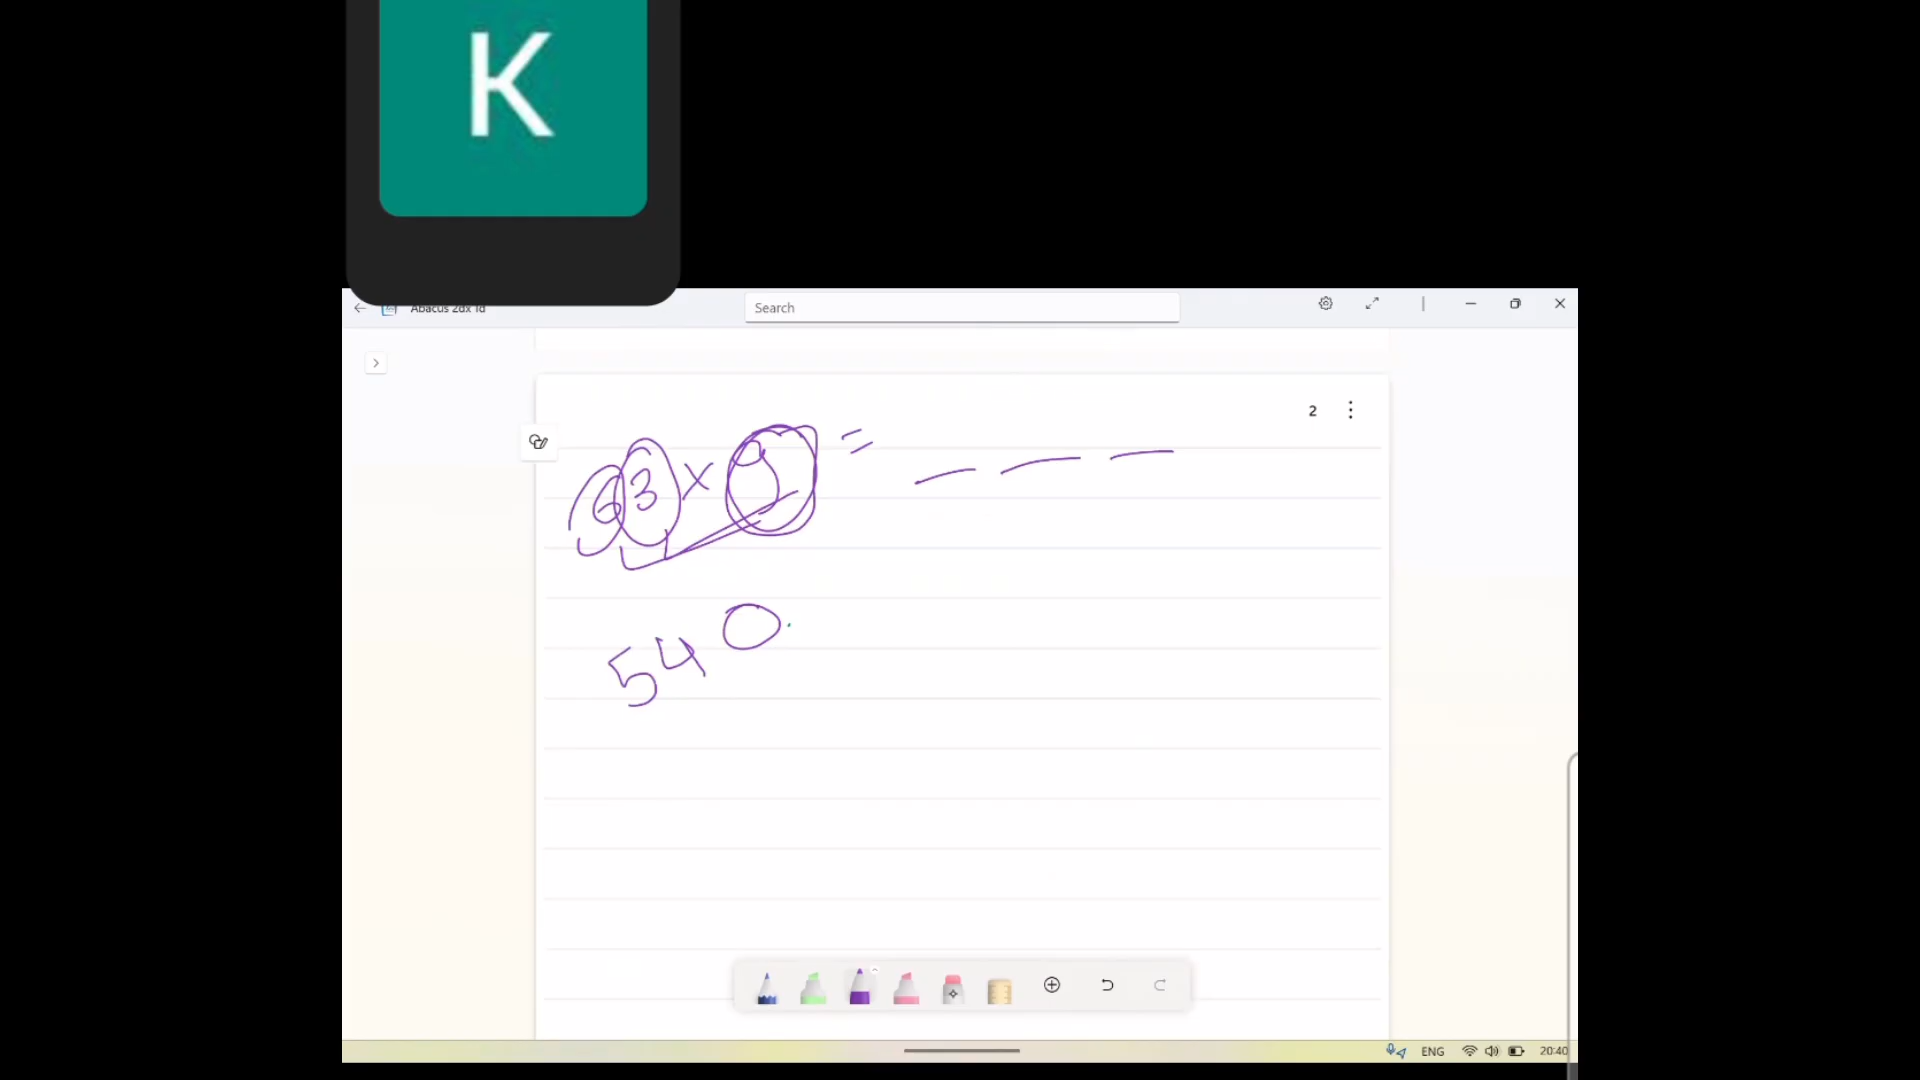 K
Abacus 2dx 1d
Search
2
63 × 9 = _ _ _
540
ENG
20:40